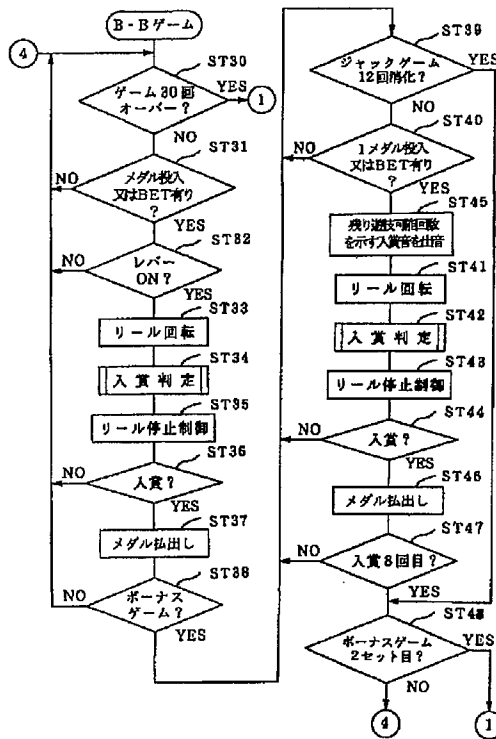 B-Bゲーム
4
ST30
ゲーム30回
オーバー?
YES
1
NO
ST31
メダル投入
又はBET有り
?
NO
YES
ST32
レバー
ON?
NO
YES
ST33
リール回転
ST34
入賞判定
ST35
リール停止制御
ST36
入賞?
NO
YES
ST37
メダル払出し
ST38
ボーナス
ゲーム?
NO
YES
ST39
ジャックゲーム
12回消化?
YES
NO
ST40
1メダル投入
又はBET有り
?
NO
YES
ST45
残り遊技可能回数
を示す入賞音を出音
ST41
リール回転
ST42
入賞判定
ST43
リール停止制御
ST44
入賞?
NO
YES
ST46
メダル払出し
ST47
入賞8回目?
NO
YES
ST48
ボーナスゲーム
2セット目?
YES
NO
4
1